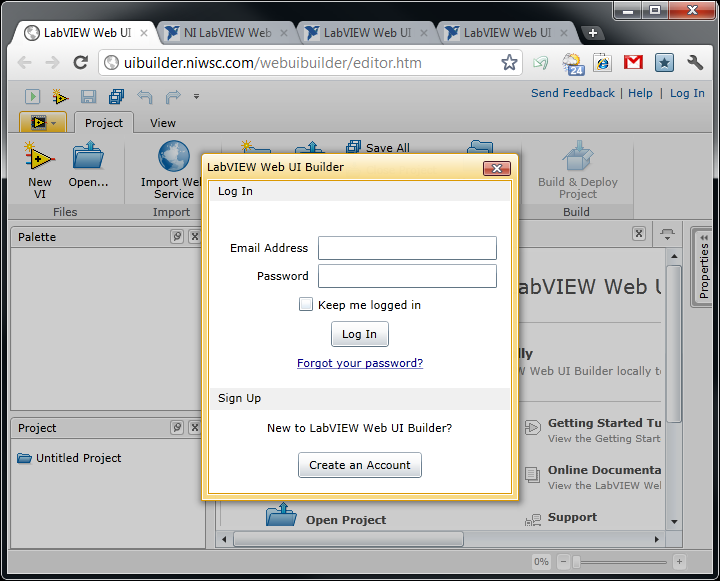 LabVIEW Web UI
NI LabVIEW Web
LabVIEW Web UI
LabVIEW Web UI
uibuilder.niwsc.com/webuibuilder/editor.htm
24
Send Feedback | Help | Log In
Project
View
New VI
Open...
Files
Import Web Service
Import
Save All
Build & Deploy Project
Build
LabVIEW Web UI Builder
Log In
Email Address
Password
Keep me logged in
Log In
Forgot your password?
Sign Up
New to LabVIEW Web UI Builder?
Create an Account
Palette
Project
Untitled Project
Properties
LabVIEW Web U
lly
EW Web UI Builder locally to
Getting Started Tu
View the Getting Start
Online Documenta
View the LabVIEW Wel
Support
Open Project
0%